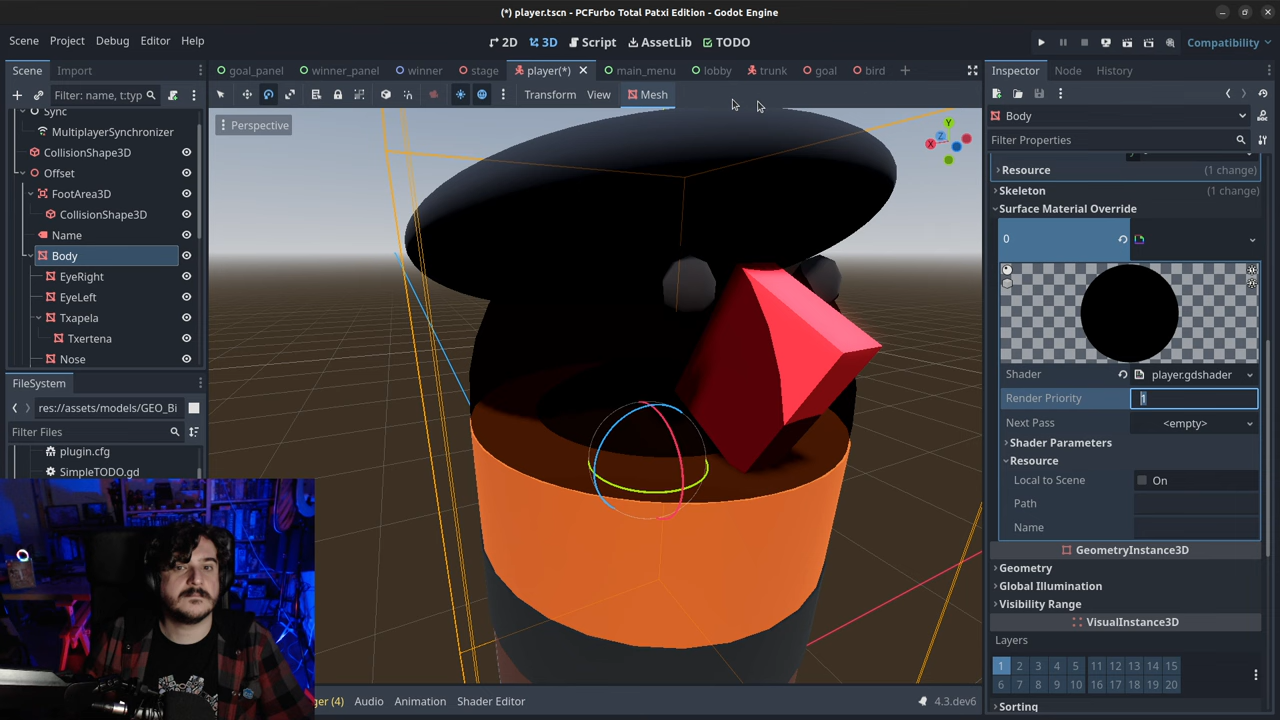 (*) player.tscn - PCFurbo Total Patxi Edition - Godot Engine
Scene Project Debug Editor Help
2D 3D Script AssetLib TODO
Compatibility
Scene Import
goal_panel winner_panel winner stage player(*) main_menu lobby trunk goal bird
Inspector Node History
Filter: name, t:typ
Transform View Mesh
Sync
MultiplayerSynchronizer
CollisionShape3D
Offset
FootArea3D
CollisionShape3D
Name
Body
EyeRight
EyeLeft
Txapela
Txertena
Nose
Perspective
Y
Z
X
FileSystem
res://assets/models/GEO_Bi
Filter Files
plugin.cfg
SimpleTODO.gd
Body
Filter Properties
Resource (1 change)
Skeleton (1 change)
Surface Material Override
0
Shader player.gdshader
Render Priority 1
Next Pass <empty>
Shader Parameters
Resource
Local to Scene On
Path
Name
GeometryInstance3D
Geometry
Global Illumination
Visibility Range
VisualInstance3D
Layers
1 2 3 4 5 11 12 13 14 15
6 7 8 9 10 16 17 18 19 20
Sorting
ger (4) Audio Animation Shader Editor
4.3.dev6